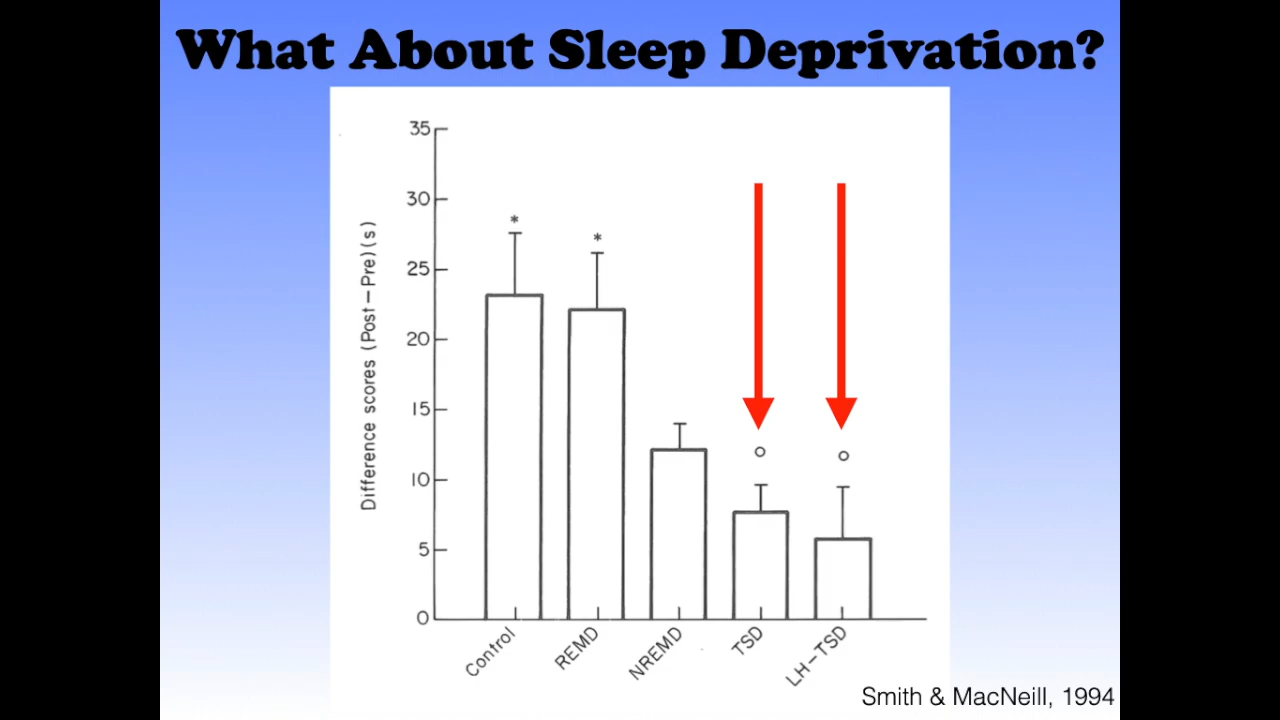 What About Sleep Deprivation?
35
30
25
20
15
10
5
0
Difference scores (Post – Pre) (s)
*
*
Control
REMD
NREMD
TSD
LH – TSD
Smith & MacNeill, 1994